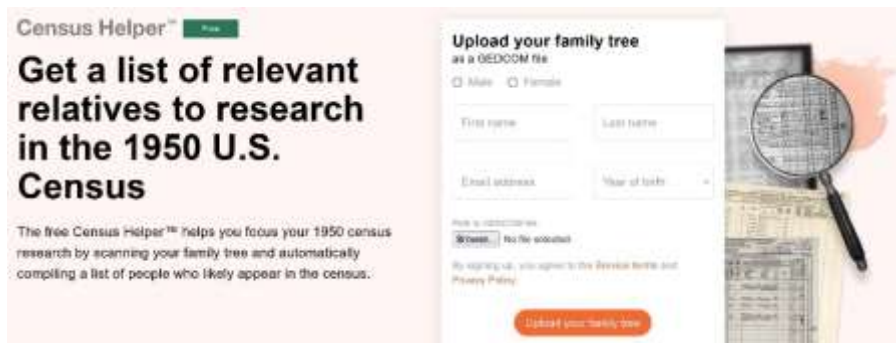 Census Helper™ Free
Get a list of relevant
relatives to research
in the 1950 U.S.
Census
The free Census Helper™ helps you focus your 1950 census
research by scanning your family tree and automatically
compiling a list of people who likely appear in the census.
Upload your family tree
as a GEDCOM file
Male Female
First name Last name
Email address Year of birth
Browse... No file selected
By signing up, you agree to the Service terms and
Privacy Policy
Upload your family tree